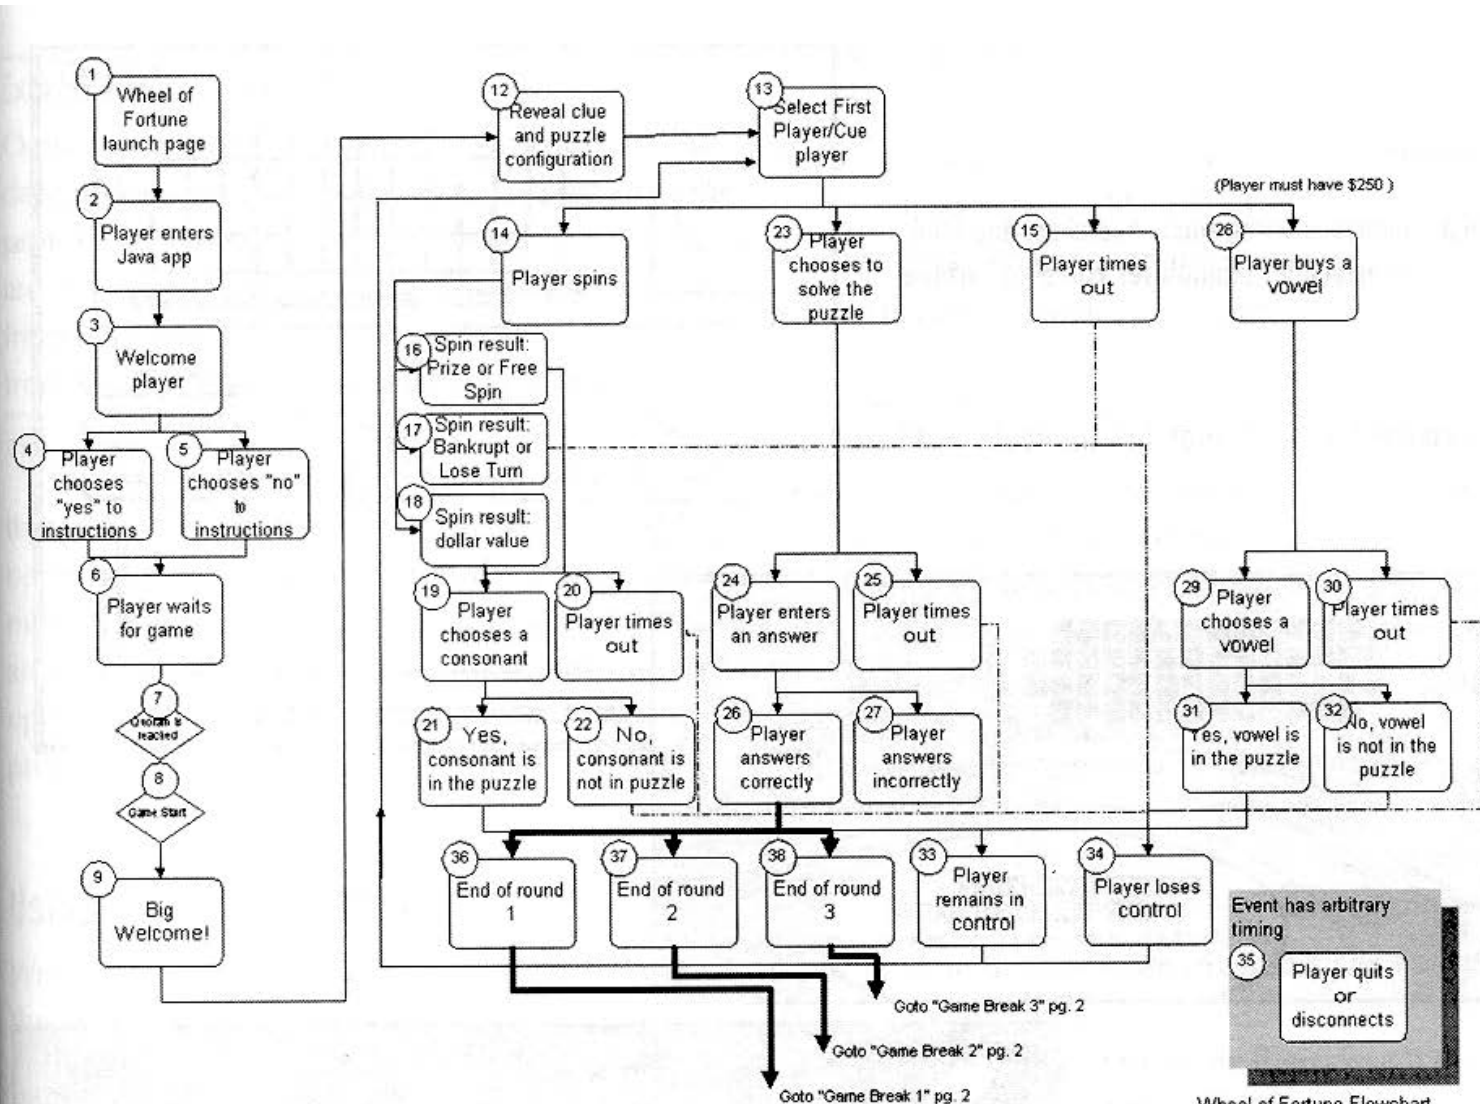 1
Wheel of
Fortune
launch page
2
Player enters
Java app
3
Welcome
player
4
Player
chooses
"yes" to
instructions
5
Player
chooses "no"
to
instructions
6
Player waits
for game
7
Quorum is
reached
8
Game Start
9
Big
Welcome!
12
Reveal clue
and puzzle
configuration
13
Select First
Player/Cue
player
(Player must have $250 )
14
Player spins
23
Player
chooses to
solve the
puzzle
15
Player times
out
28
Player buys a
vowel
16
Spin result:
Prize or Free
Spin
17
Spin result:
Bankrupt or
Lose Turn
18
Spin result:
dollar value
19
Player
chooses a
consonant
20
Player times
out
24
Player enters
an answer
25
Player times
out
29
Player
chooses a
vowel
30
Player times
out
21
Yes,
consonant is
in the puzzle
22
No,
consonant is
not in puzzle
26
Player
answers
correctly
27
Player
answers
incorrectly
31
Yes, vowel is
in the puzzle
32
No, vowel
is not in the
puzzle
36
End of round
1
37
End of round
2
38
End of round
3
33
Player
remains in
control
34
Player loses
control
Event has arbitrary
timing
35
Player quits
or
disconnects
Goto "Game Break 3" pg. 2
Goto "Game Break 2" pg. 2
Goto "Game Break 1" pg. 2
Wheel of Fortune Flowchart